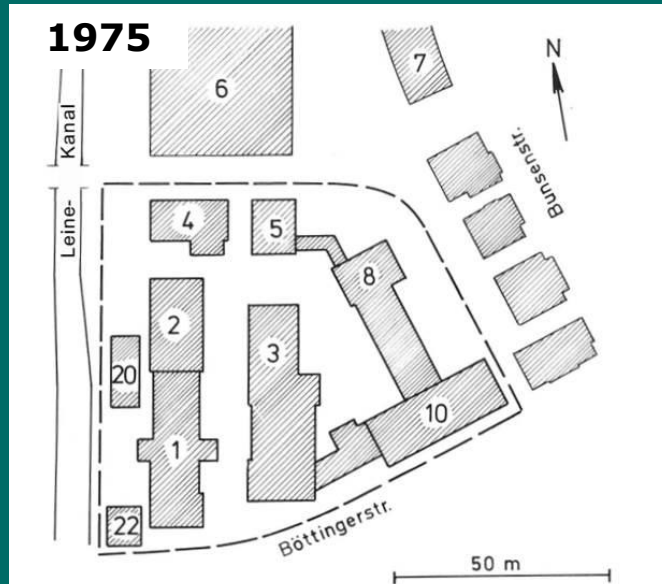 1975
6
7
N
Kanal
Bunsenstr.
4
5
Leine-
8
2
3
20
10
1
22
Böttingerstr.
50 m